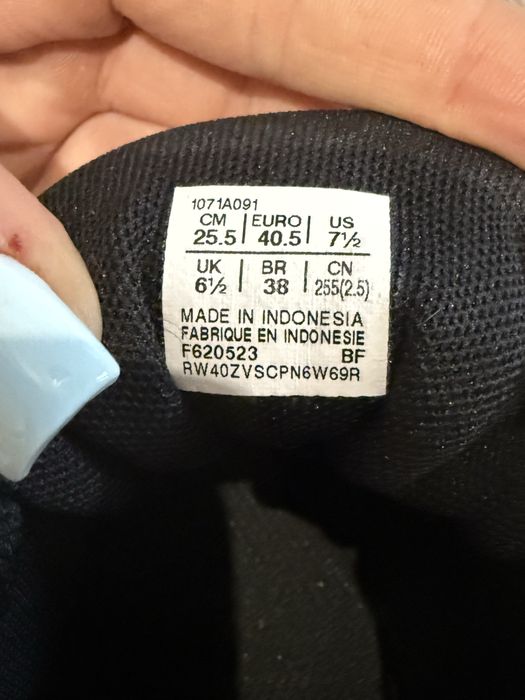 1071A091
CM | EURO | US
25.5 | 40.5 | 7½
UK | BR | CN
6½ | 38 | 255(2.5)
MADE IN INDONESIA
FABRIQUE EN INDONESIE
F620523 BF
RW40ZVSCPN6W69R